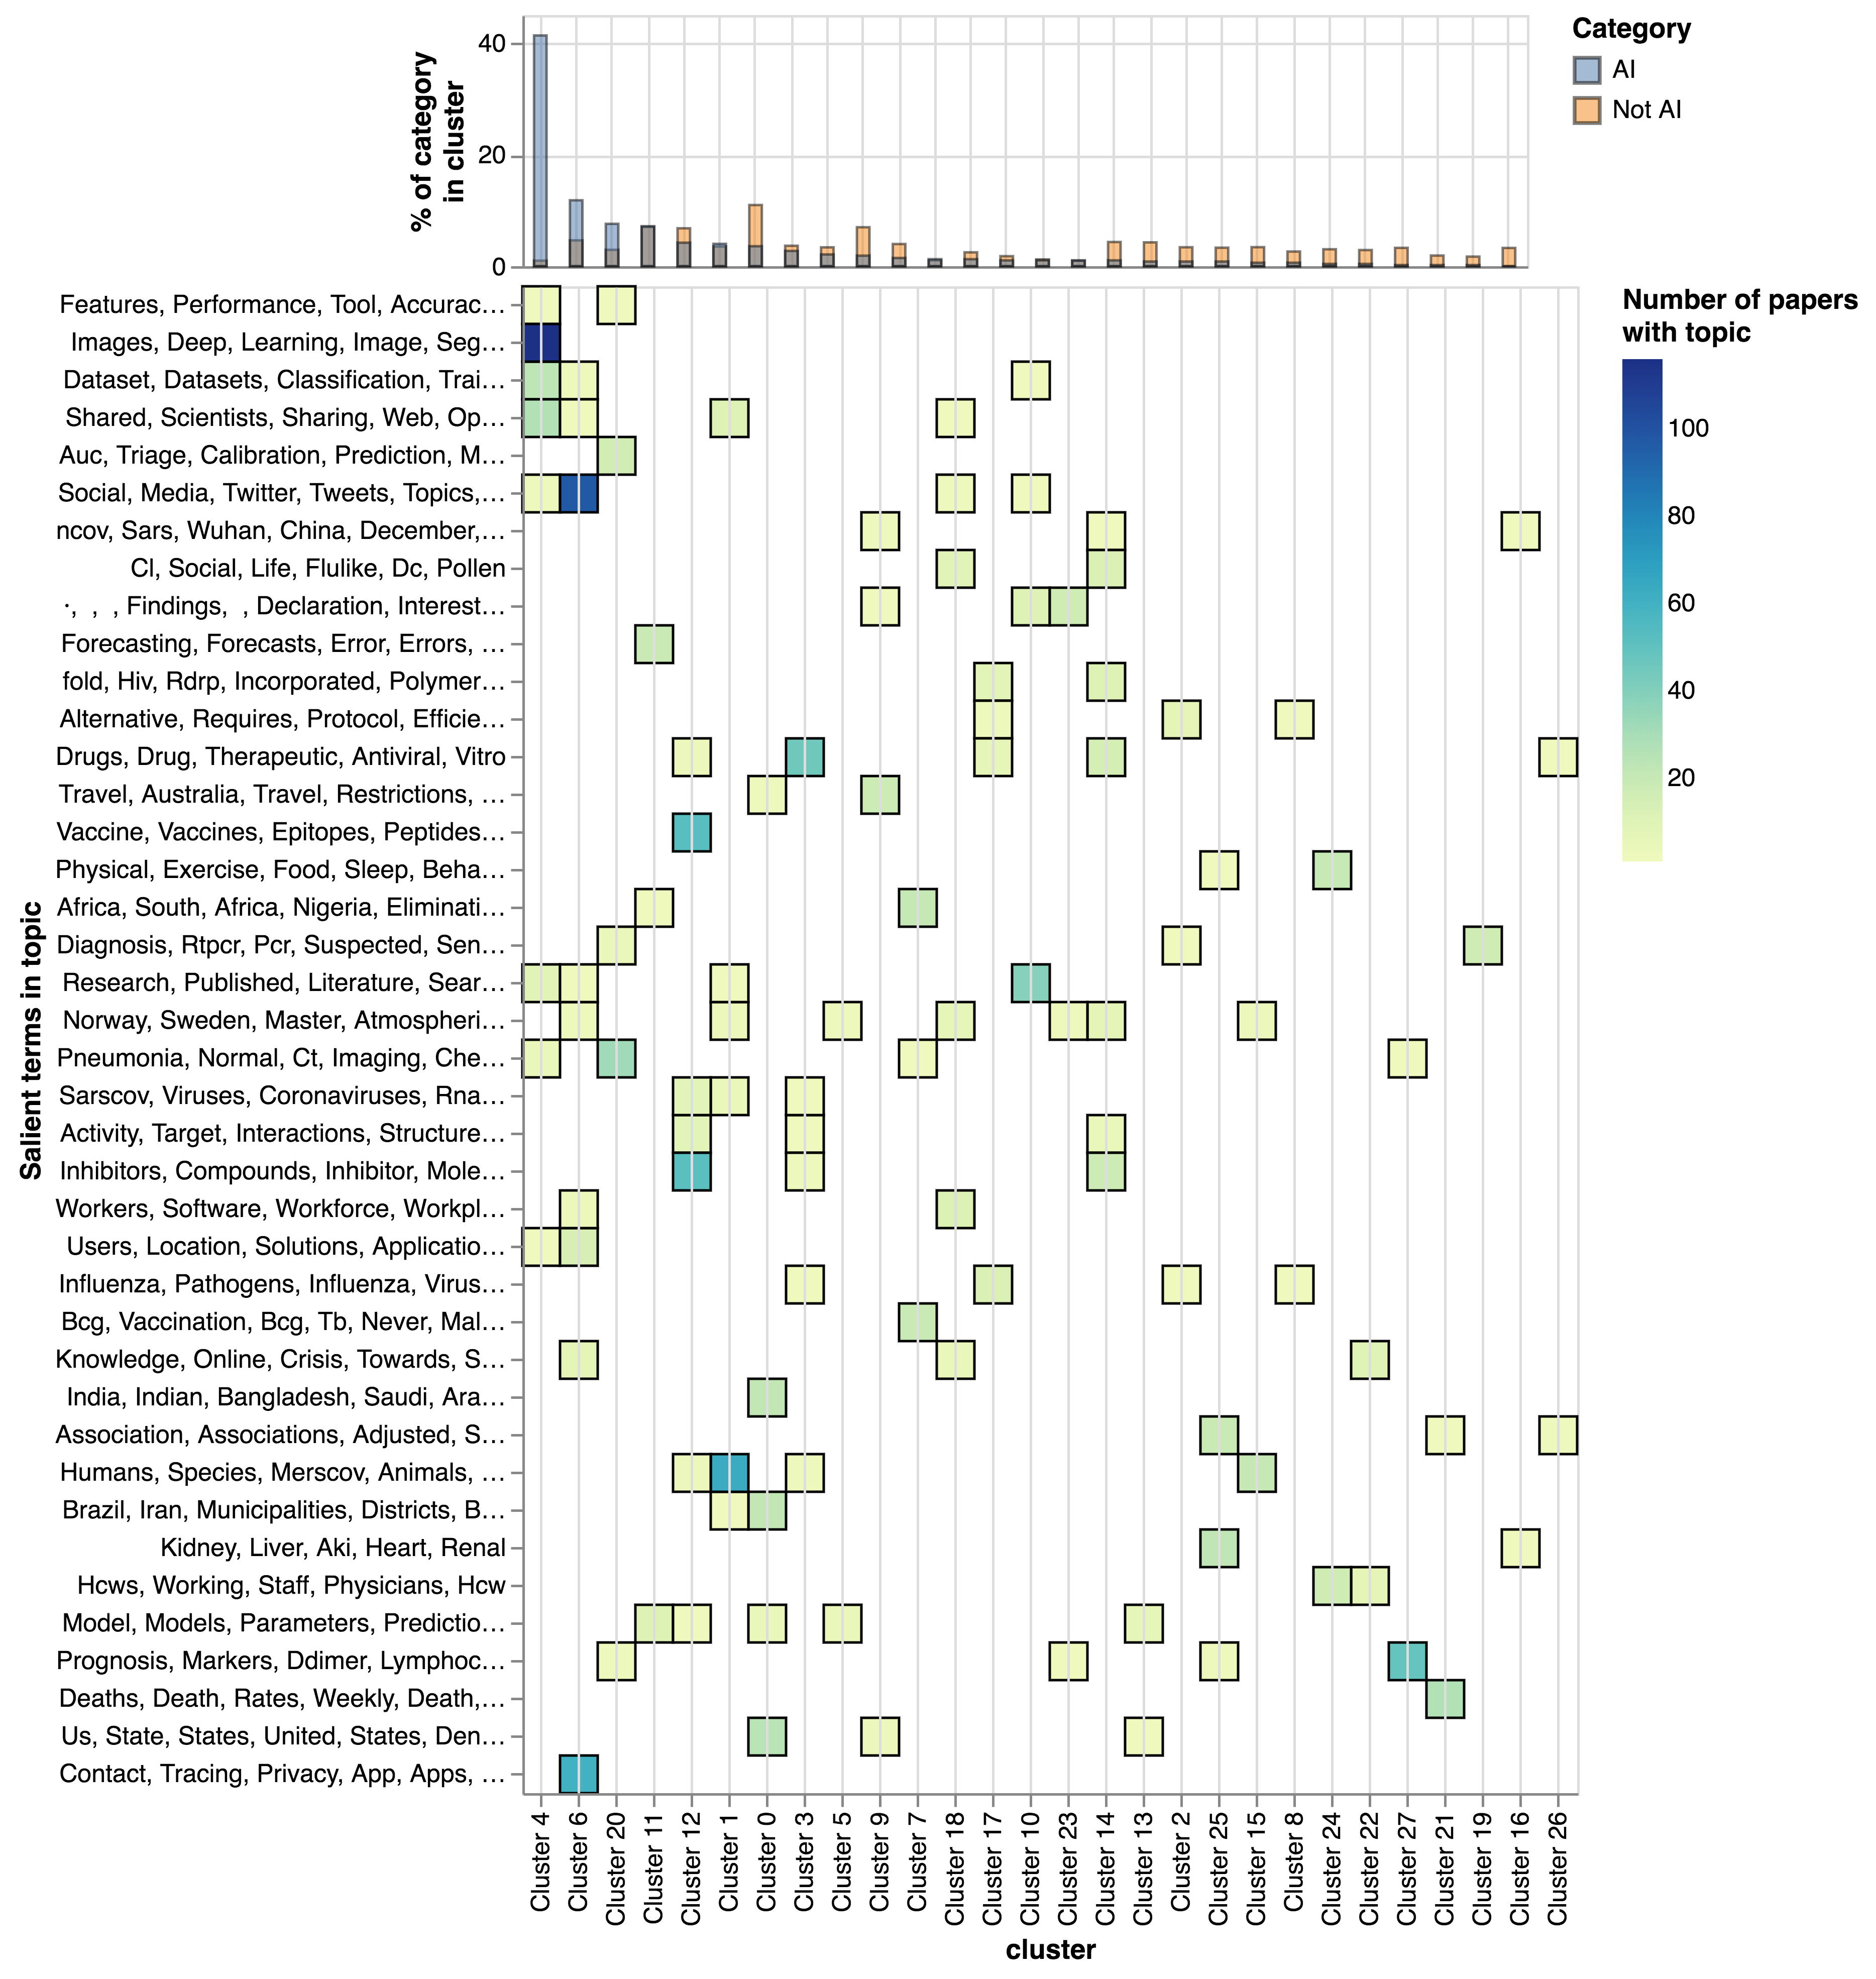 % of category
in cluster
40
20
0
Category
AI
Not AI
Number of papers
with topic
100
80
60
40
20
Salient terms in topic
Features, Performance, Tool, Accurac...
Images, Deep, Learning, Image, Seg...
Dataset, Datasets, Classification, Trai...
Shared, Scientists, Sharing, Web, Op...
Auc, Triage, Calibration, Prediction, M...
Social, Media, Twitter, Tweets, Topics,...
ncov, Sars, Wuhan, China, December,...
Cl, Social, Life, Flulike, Dc, Pollen
·, , , Findings, , Declaration, Interest...
Forecasting, Forecasts, Error, Errors, ...
fold, Hiv, Rdrp, Incorporated, Polymer...
Alternative, Requires, Protocol, Efficie...
Drugs, Drug, Therapeutic, Antiviral, Vitro
Travel, Australia, Travel, Restrictions, ...
Vaccine, Vaccines, Epitopes, Peptides...
Physical, Exercise, Food, Sleep, Beha...
Africa, South, Africa, Nigeria, Eliminati...
Diagnosis, Rtpcr, Pcr, Suspected, Sen...
Research, Published, Literature, Sear...
Norway, Sweden, Master, Atmospheri...
Pneumonia, Normal, Ct, Imaging, Che...
Sarscov, Viruses, Coronaviruses, Rna...
Activity, Target, Interactions, Structure...
Inhibitors, Compounds, Inhibitor, Mole...
Workers, Software, Workforce, Workpl...
Users, Location, Solutions, Applicatio...
Influenza, Pathogens, Influenza, Virus...
Bcg, Vaccination, Bcg, Tb, Never, Mal...
Knowledge, Online, Crisis, Towards, S...
India, Indian, Bangladesh, Saudi, Ara...
Association, Associations, Adjusted, S...
Humans, Species, Merscov, Animals, ...
Brazil, Iran, Municipalities, Districts, B...
Kidney, Liver, Aki, Heart, Renal
Hcws, Working, Staff, Physicians, Hcw
Model, Models, Parameters, Predictio...
Prognosis, Markers, Ddimer, Lymphoc...
Deaths, Death, Rates, Weekly, Death,...
Us, State, States, United, States, Den...
Contact, Tracing, Privacy, App, Apps, ...
Cluster 4
Cluster 6
Cluster 20
Cluster 11
Cluster 12
Cluster 1
Cluster 0
Cluster 3
Cluster 5
Cluster 9
Cluster 7
Cluster 18
Cluster 17
Cluster 10
Cluster 23
Cluster 14
Cluster 13
Cluster 2
Cluster 25
Cluster 15
Cluster 8
Cluster 24
Cluster 22
Cluster 27
Cluster 21
Cluster 19
Cluster 16
Cluster 26
cluster